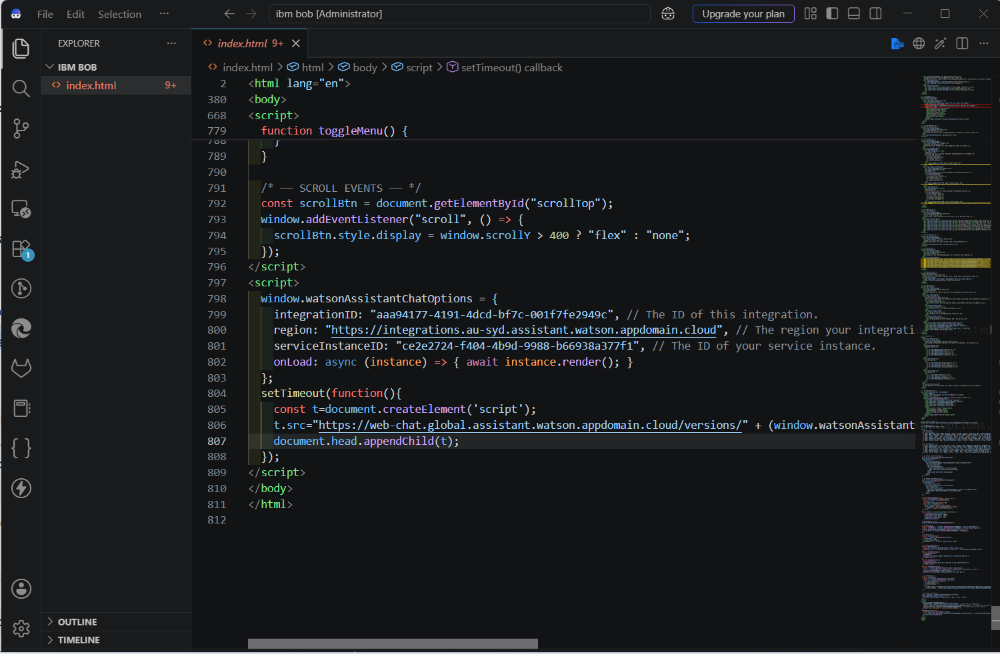 File Edit Selection ··· ibm bob [Administrator] Upgrade your plan
EXPLORER ···
index.html 9+
IBM BOB
index.html 9+
index.html > html > body > script > setTimeout() callback
2 <html lang="en">
380 <body>
668 <script>
779 function toggleMenu() {
788 }
789 }
790
791 /* —— SCROLL EVENTS —— */
792 const scrollBtn = document.getElementById("scrollTop");
793 window.addEventListener("scroll", () => {
794 scrollBtn.style.display = window.scrollY > 400 ? "flex" : "none";
795 });
796 </script>
797 <script>
798 window.watsonAssistantChatOptions = {
799 integrationID: "aaa94177-4191-4dcd-bf7c-001f7fe2949c", // The ID of this integration.
800 region: "https://integrations.au-syd.assistant.watson.appdomain.cloud", // The region your integration is hosted
801 serviceInstanceID: "ce2e2724-f404-4b9d-9988-b66938a377f1", // The ID of your service instance.
802 onLoad: async (instance) => { await instance.render(); }
803 };
804 setTimeout(function(){
805 const t=document.createElement('script');
806 t.src="https://web-chat.global.assistant.watson.appdomain.cloud/versions/" + (window.watsonAssistantChatOptions.
807 document.head.appendChild(t);
808 });
809 </script>
810 </body>
811 </html>
812
1
OUTLINE
TIMELINE